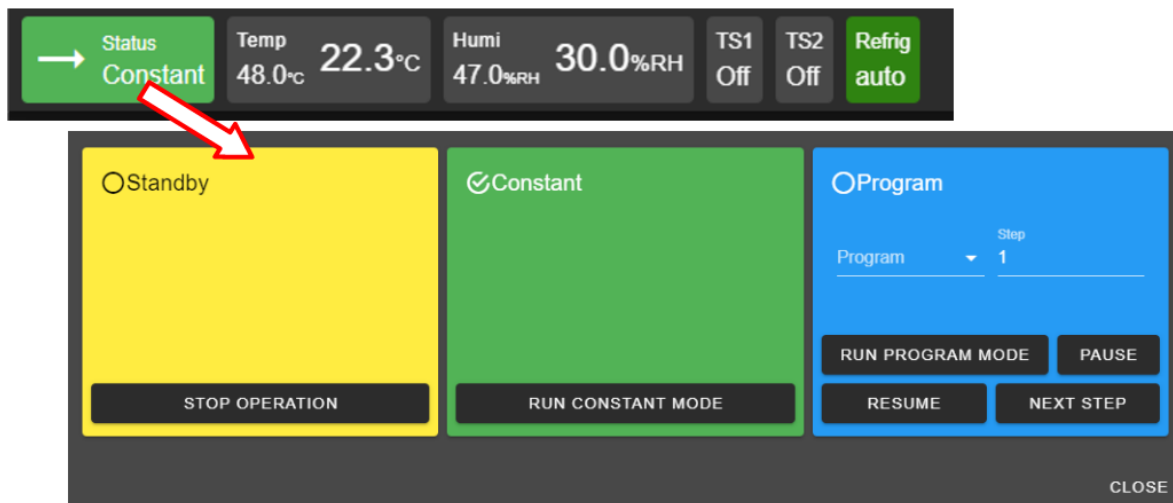 Status
Constant
Temp
48.0°C 22.3°C
Humi
47.0%RH 30.0%RH
TS1
Off
TS2
Off
Refrig
auto
Standby
STOP OPERATION
Constant
RUN CONSTANT MODE
Program
Step
Program 1
RUN PROGRAM MODE PAUSE
RESUME NEXT STEP
CLOSE